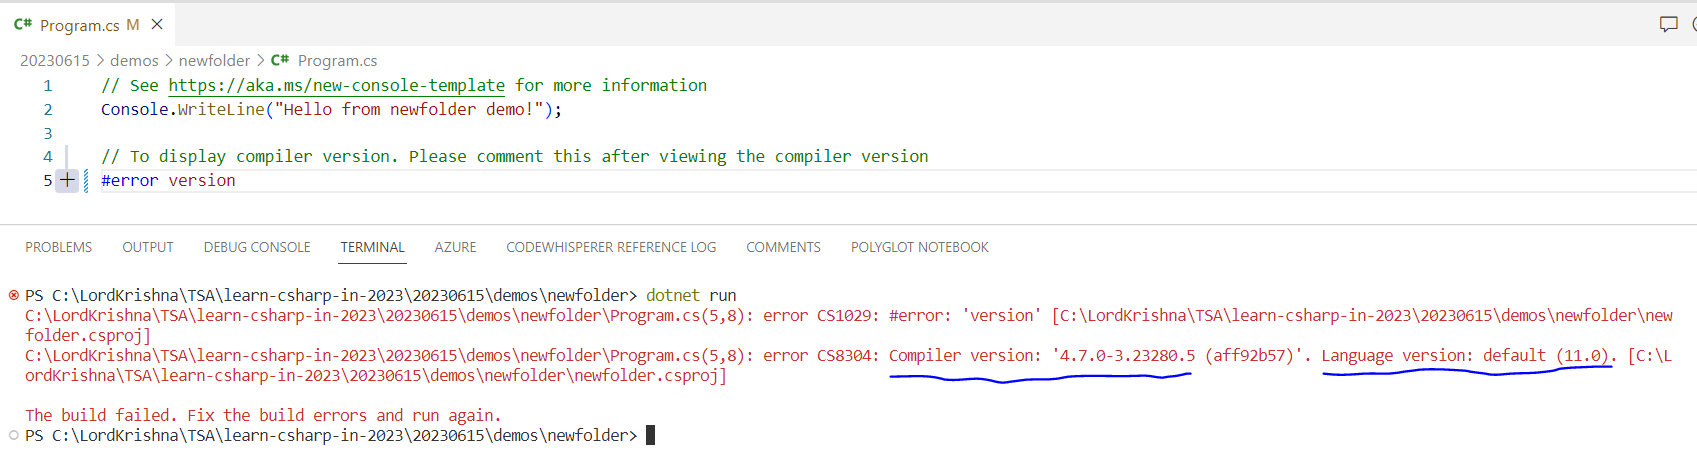 C# Program.cs M
20230615 > demos > newfolder > C# Program.cs
1 // See https://aka.ms/new-console-template for more information
2 Console.WriteLine("Hello from newfolder demo!");
3
4 // To display compiler version. Please comment this after viewing the compiler version
5 #error version
PROBLEMS OUTPUT DEBUG CONSOLE TERMINAL AZURE CODEWHISPERER REFERENCE LOG COMMENTS POLYGLOT NOTEBOOK
PS C:\LordKrishna\TSA\learn-csharp-in-2023\20230615\demos\newfolder> dotnet run
C:\LordKrishna\TSA\learn-csharp-in-2023\20230615\demos\newfolder\Program.cs(5,8): error CS1029: #error: 'version' [C:\LordKrishna\TSA\learn-csharp-in-2023\20230615\demos\newfolder\new
folder.csproj]
C:\LordKrishna\TSA\learn-csharp-in-2023\20230615\demos\newfolder\Program.cs(5,8): error CS8304: Compiler version: '4.7.0-3.23280.5 (aff92b57)'. Language version: default (11.0). [C:\L
ordKrishna\TSA\learn-csharp-in-2023\20230615\demos\newfolder\newfolder.csproj]
The build failed. Fix the build errors and run again.
PS C:\LordKrishna\TSA\learn-csharp-in-2023\20230615\demos\newfolder>